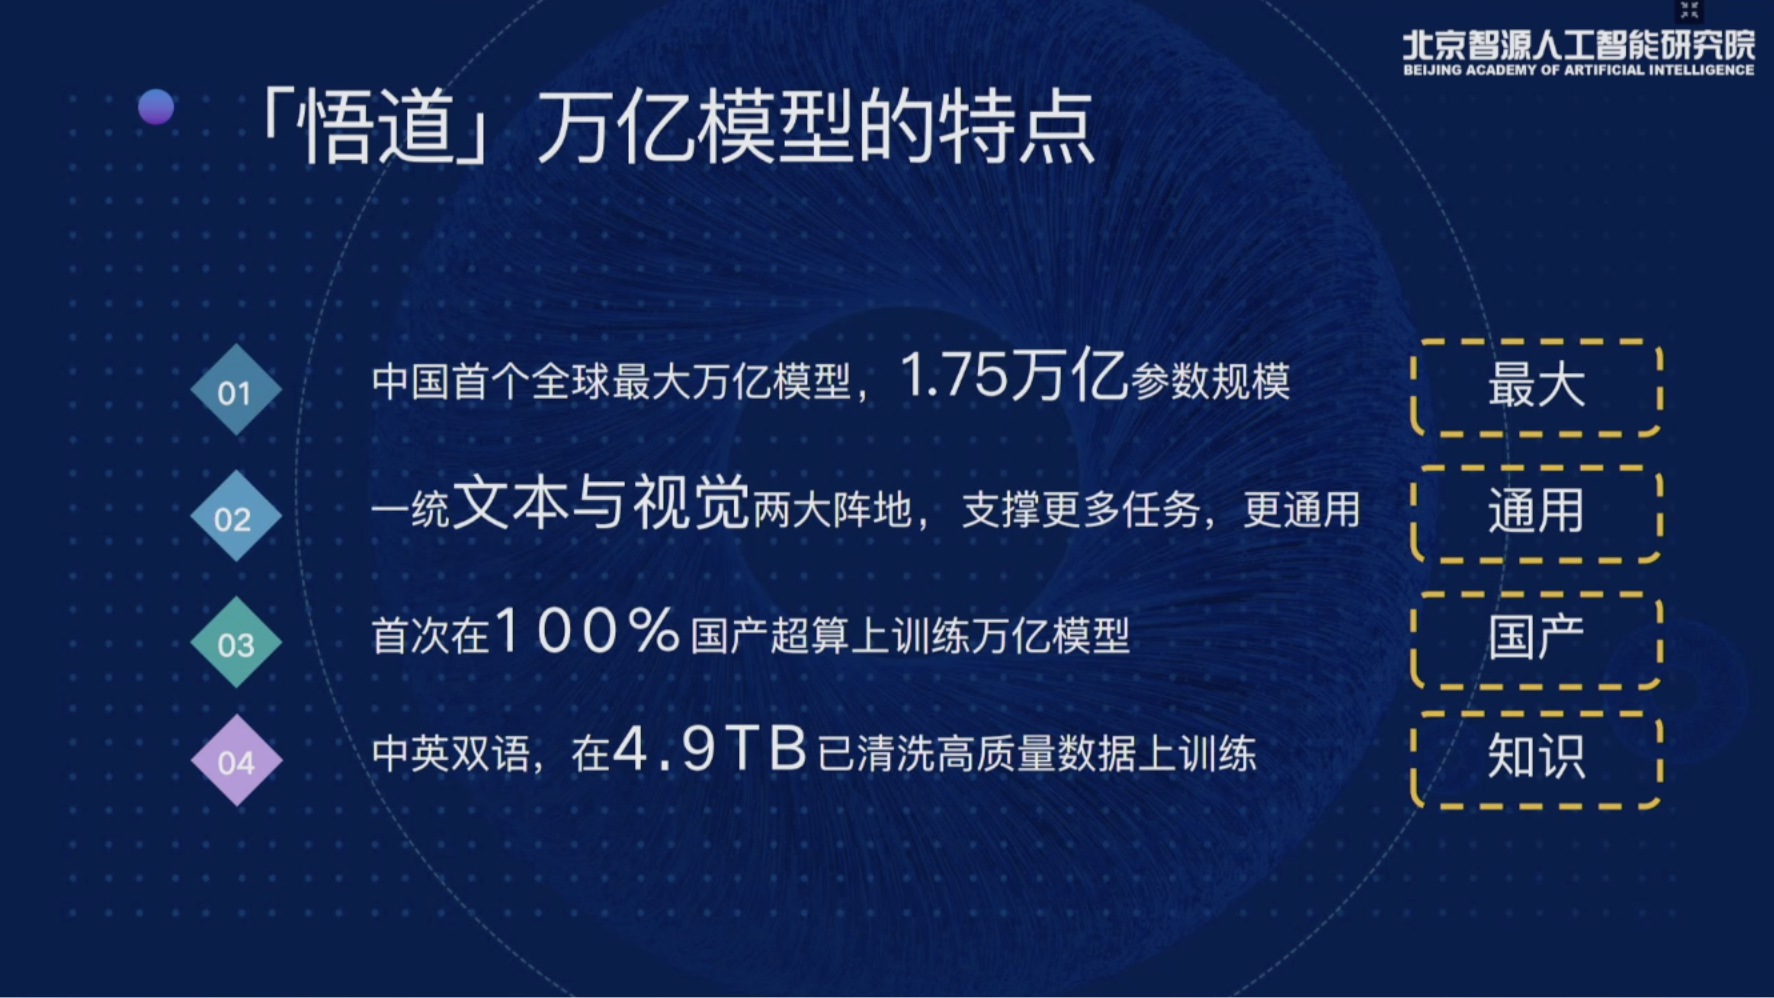 北京智源人工智能研究院
BEIJING ACADEMY OF ARTIFICIAL INTELLIGENCE
「悟道」万亿模型的特点
01
中国首个全球最大万亿模型，1.75万亿参数规模
最大
02
一统文本与视觉两大阵地，支撑更多任务，更通用
通用
03
首次在100%国产超算上训练万亿模型
国产
04
中英双语，在4.9TB已清洗高质量数据上训练
知识